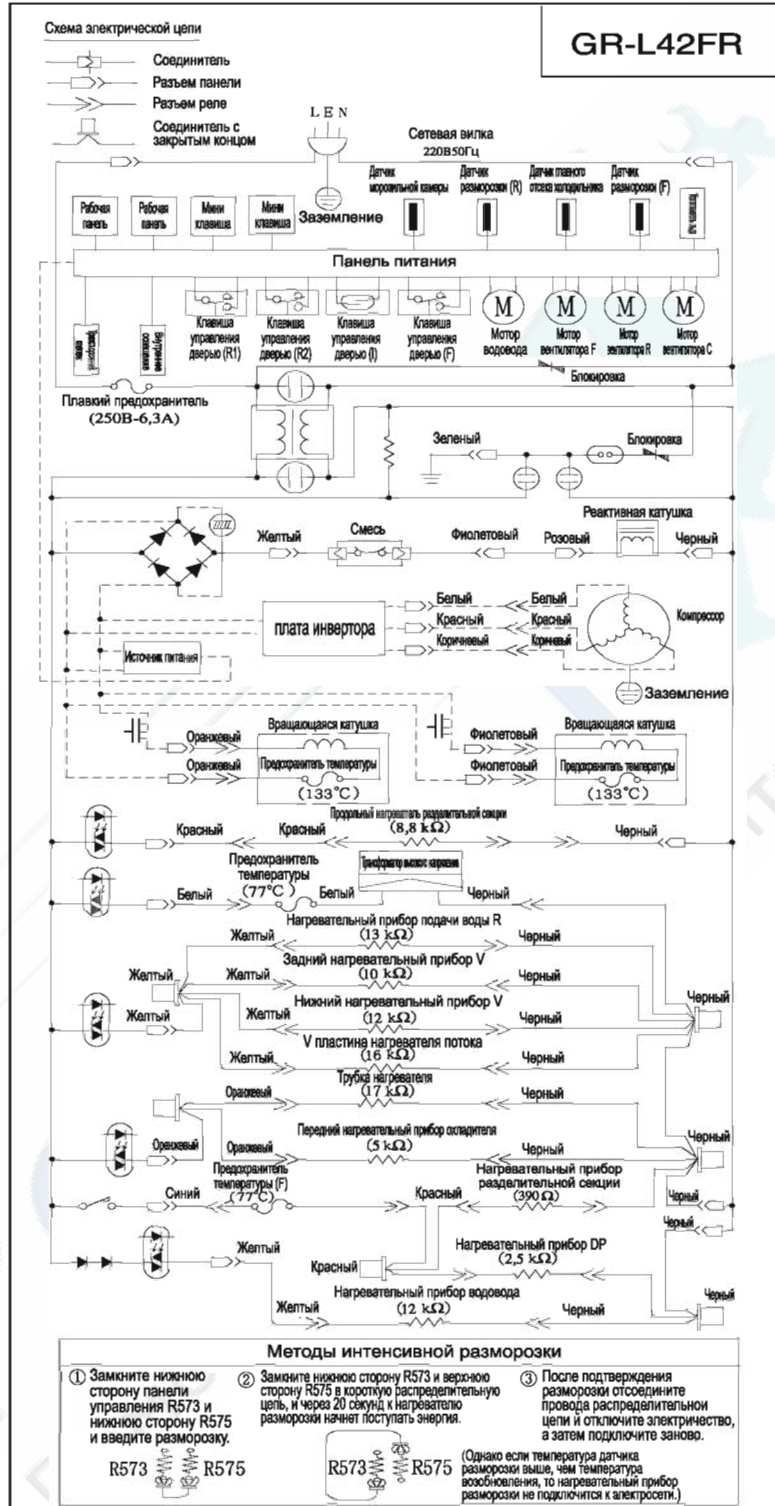 Схема электрической цепи
GR-L42FR
Соединитель
Разъем панели
Разъем реле
Соединитель с
закрытым концом
L E N
Сетевая вилка
220В50Гц
Заземление
Датчик
морозильной камеры
Датчик
разморозки (R)
Датчик главного
отсека холодильника
Датчик
разморозки (F)
Рабочая
панель
Рабочая
панель
Мини
клавиша
Мини
клавиша
Панель питания
Клавиша
управления
дверью (R1)
Клавиша
управления
дверью (R2)
Клавиша
управления
дверью (I)
Клавиша
управления
дверью (F)
M
Мотор
водовода
M
Мотор
вентилятора F
M
Мотор
вентилятора R
M
Мотор
вентилятора C
Внутреннее
освещение
Плавкий предохранитель
(250В-6,3А)
Блокировка
Зеленый
Блокировка
Реактивная катушка
Желтый
Смесь
Фиолетовый
Розовый
Черный
плата инвертора
Белый
Белый
Красный
Красный
Коричневый
Коричневый
Компрессор
Источник питания
Заземление
Оранжевый
Оранжевый
Вращающаяся катушка
Предохранитель температуры
(133°C)
Фиолетовый
Фиолетовый
Вращающаяся катушка
Предохранитель температуры
(133°C)
Продольный нагреватель разделительной секции
Красный
Красный
(8,8 kΩ)
Черный
Предохранитель
температуры
(77°C)
Трансформатор высокого напряжения
Белый
Белый
Черный
Нагревательный прибор подачи воды R
Желтый
(13 kΩ)
Черный
Задний нагревательный прибор V
Желтый
Желтый
(10 kΩ)
Черный
Черный
Нижний нагревательный прибор V
Желтый
Желтый
(12 kΩ)
Черный
V пластина нагревателя потока
Желтый
(16 kΩ)
Черный
Трубка нагревателя
Оранжевый
(17 kΩ)
Черный
Передний нагревательный прибор охладителя
Оренжевый
Оранжевый
(5 kΩ)
Черный
Черный
Предохранитель
температуры (F)
Синий
(77°C)
Красный
Нагревательный прибор
разделительной секции
(390Ω)
Черный
Черный
Желтый
Красный
Нагревательный прибор DP
(2,5 kΩ)
Нагревательный прибор водовода
Желтый
(12 kΩ)
Черный
Черный
Методы интенсивной разморозки
① Замкните нижнюю
сторону панели
управления R573 и
нижнюю сторону R575
и введите разморозку.
R573
R575
② Замкните нижнюю сторону R573 и верхнюю
сторону R575 в короткую распределительную
цепь, и через 20 секунд к нагревателю
разморозки начнет поступать энергия.
R573
R575
③ После подтверждения
разморозки отсоедините
провода распределительнои
цепи и отключите электричество,
а затем подключите заново.
(Однако если температура датчика
разморозки выше, чем температура
возобновления, то нагревательный прибор
разморозки не подключится к электросети.)